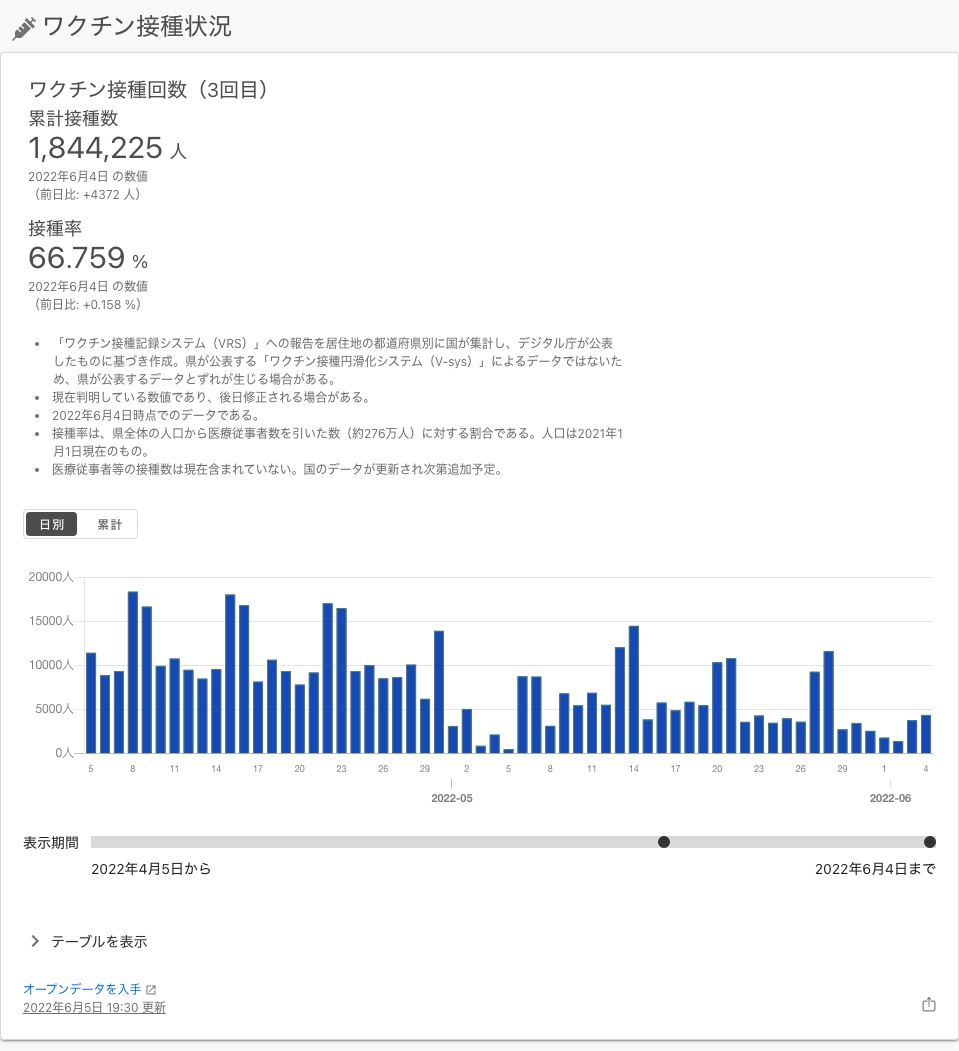 ワクチン接種状況
ワクチン接種回数（3回目）
累計接種数
1,844,225 人
2022年6月4日 の数値
（前日比: +4372 人）
接種率
66.759 %
2022年6月4日 の数値
（前日比: +0.158 %）
• 「ワクチン接種記録システム（VRS）」への報告を居住地の都道府県別に国が集計し、デジタル庁が公表
したものに基づき作成。県が公表する「ワクチン接種円滑化システム（V-sys）」によるデータではないた
め、県が公表するデータとずれが生じる場合がある。
• 現在判明している数値であり、後日修正される場合がある。
• 2022年6月4日時点でのデータである。
• 接種率は、県全体の人口から医療従事者数を引いた数（約276万人）に対する割合である。人口は2021年1
月1日現在のもの。
• 医療従事者等の接種数は現在含まれていない。国のデータが更新され次第追加予定。
日別 累計
20000人
15000人
10000人
5000人
0人
5 8 11 14 17 20 23 26 29 2 5 8 11 14 17 20 23 26 29 1 4
2022-05 2022-06
表示期間
2022年4月5日から 2022年6月4日まで
テーブルを表示
オープンデータを入手
2022年6月5日 19:30 更新